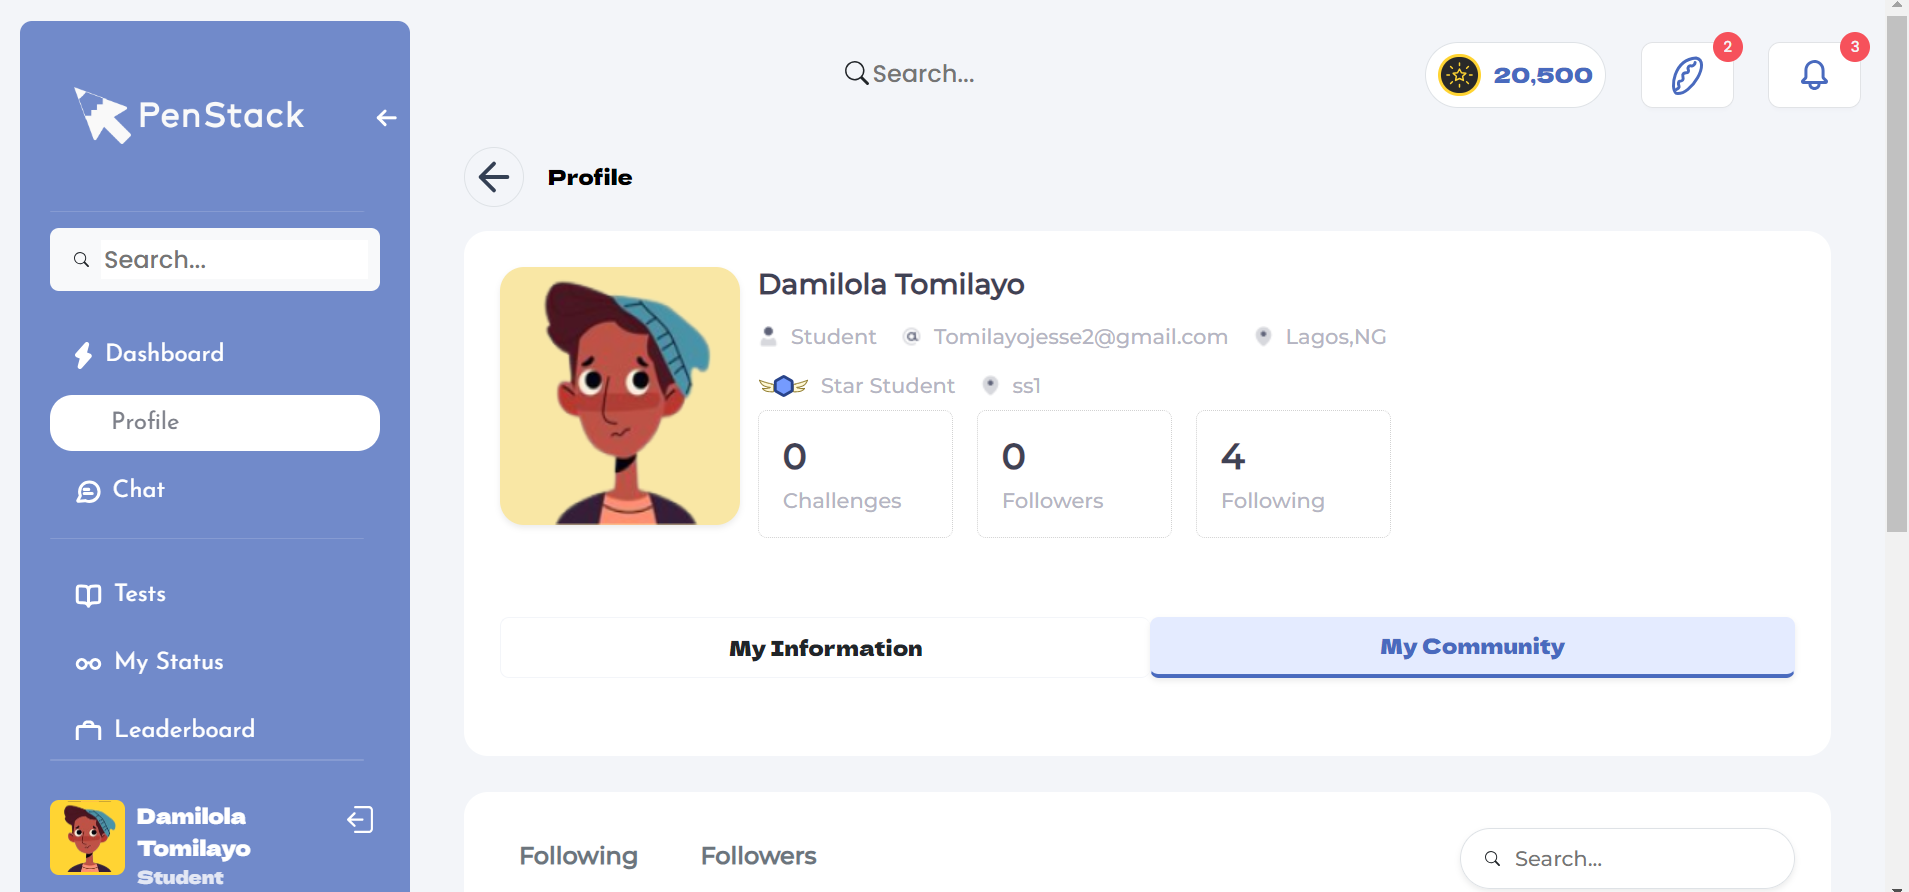 PenStack
Search...
Dashboard
Profile
Chat
Tests
My Status
Leaderboard
Damilola
Tomilayo
Student
Search...
20,500
2
3
Profile
Damilola Tomilayo
Student Tomilayojesse2@gmail.com Lagos,NG
Star Student ss1
0
Challenges
0
Followers
4
Following
My Information
My Community
Following
Followers
Search...